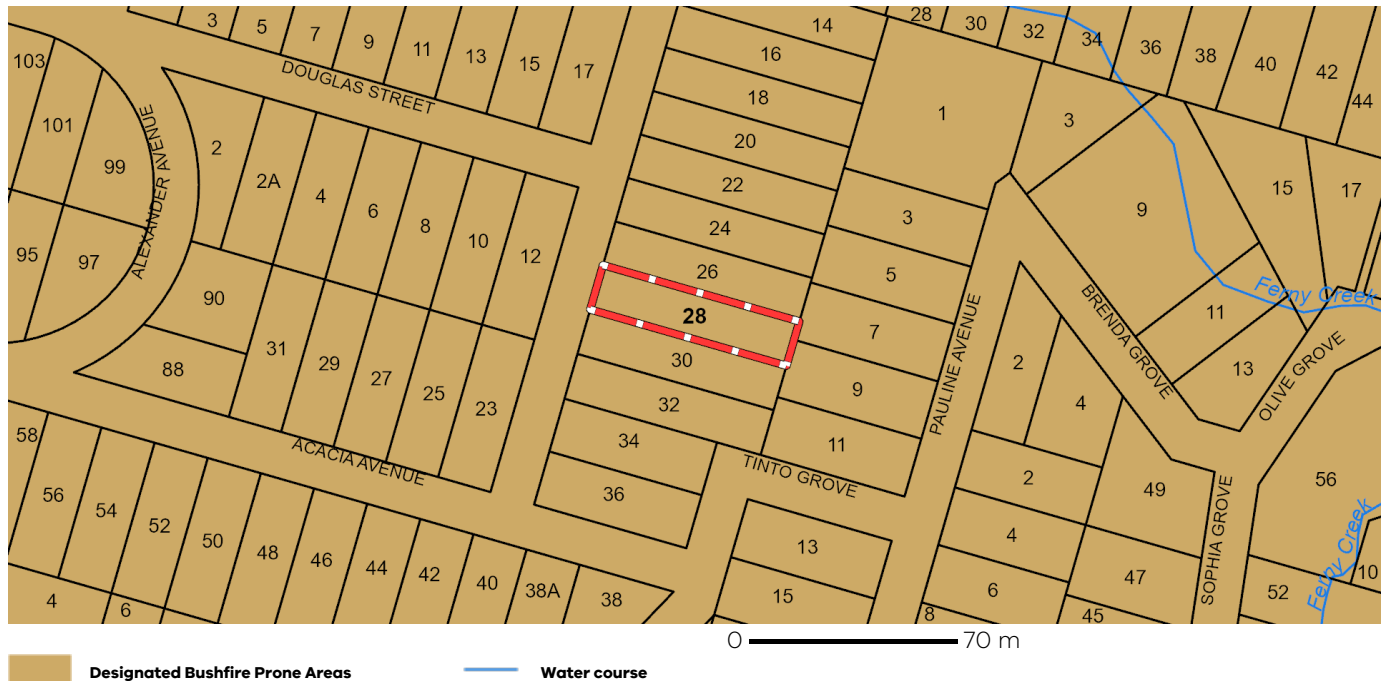 3 5 7 9 11 13 15 17
14 28 30 32 34 36 38 40 42 44
103 101 99
DOUGLAS STREET
16
18
20
22
24
26
28
30
32
34
36
ALEXANDER AVENUE
2 2A 4 6 8 10 12
95 97
90
88
31 29 27 25 23
ACACIA AVENUE
1
3
5
7
9
11
TINTO GROVE
PAULINE AVENUE
3
9
15 17
11
13
Ferny Creek
BRENDA GROVE
OLIVE GROVE
2 4
2
4
6
8
49
47
45
SOPHIA GROVE
56
52
10
Ferny Creek
58 56 54 52 50 48 46 44 42 40 38A 38
4 6
13
15
0 70 m
Designated Bushfire Prone Areas
Water course